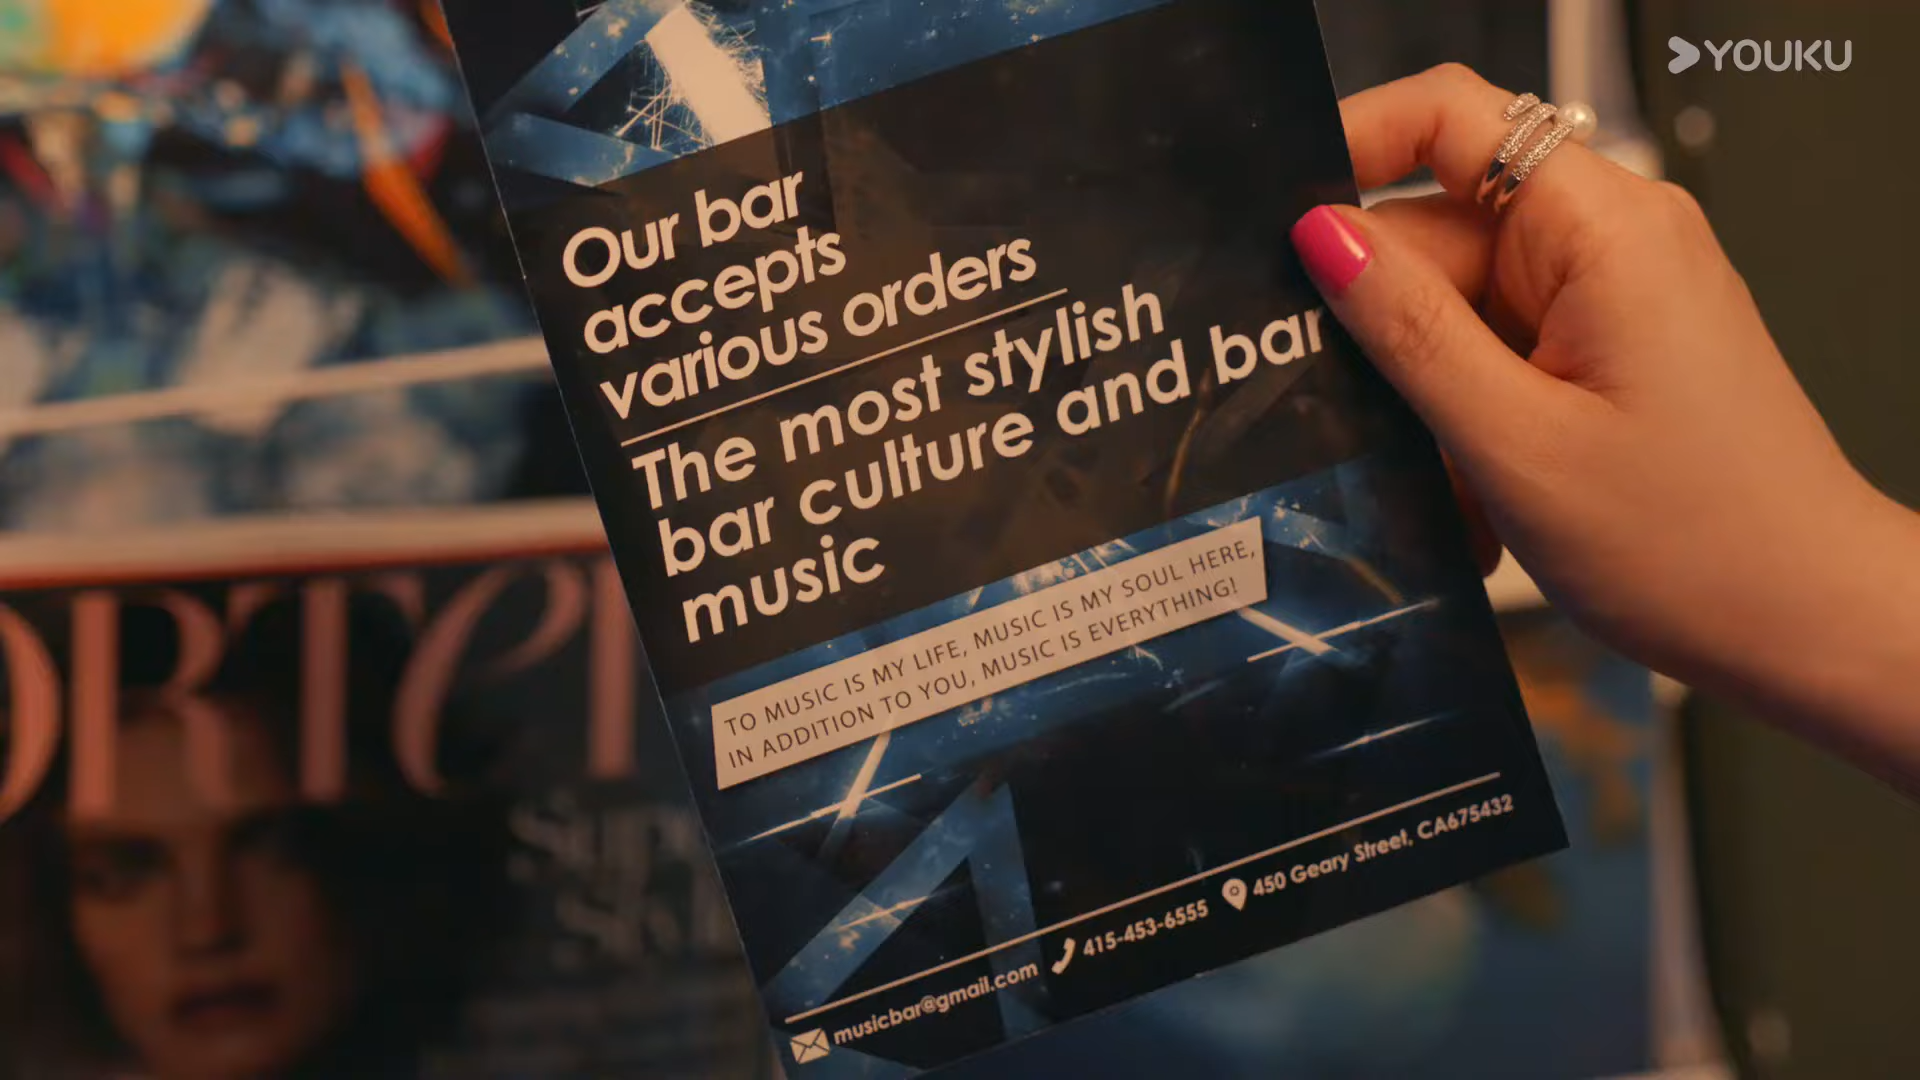 YOUKU
Our bar
accepts
various orders
The most stylish
bar culture and bar
music
TO MUSIC IS MY LIFE, MUSIC IS MY SOUL HERE,
IN ADDITION TO YOU, MUSIC IS EVERYTHING!
musicbar@gmail.com 415-453-6555 450 Geary Street, CA675432
ORTER